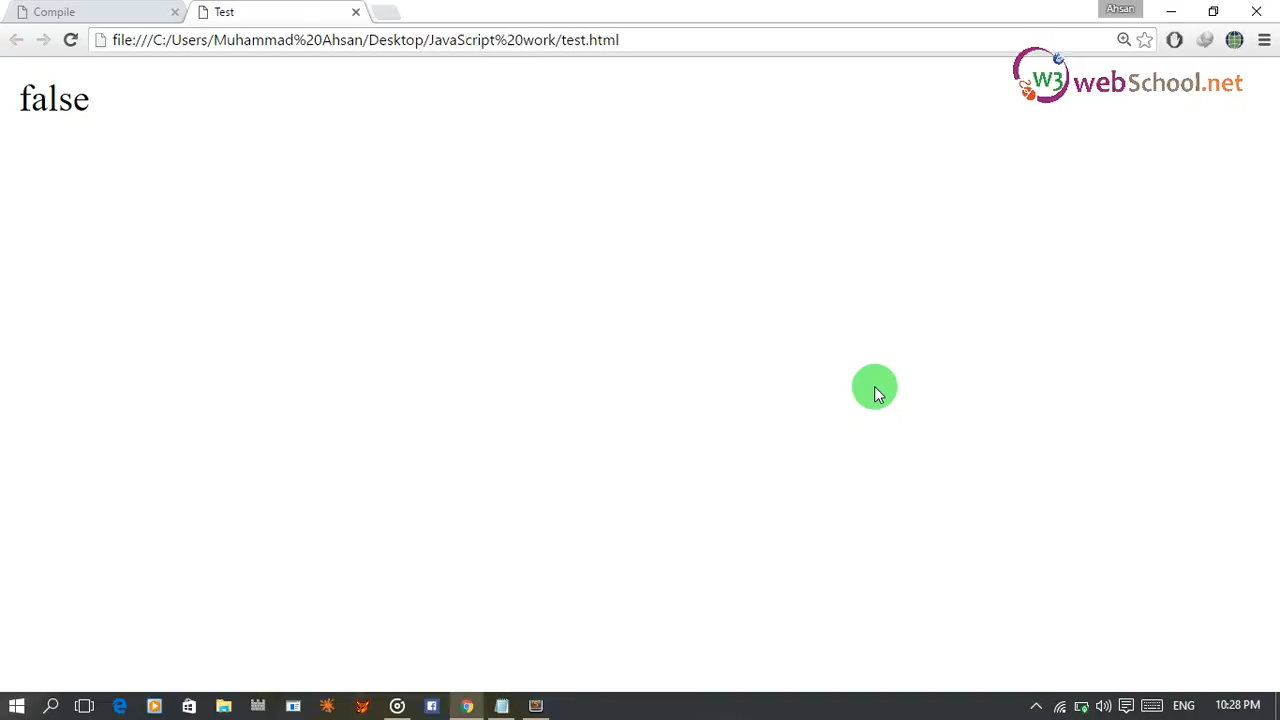 Compile
Test
Ahsan
file:///C:/Users/Muhammad%20Ahsan/Desktop/JavaScript%20work/test.html
W3 webSchool.net
false
ENG
10:28 PM